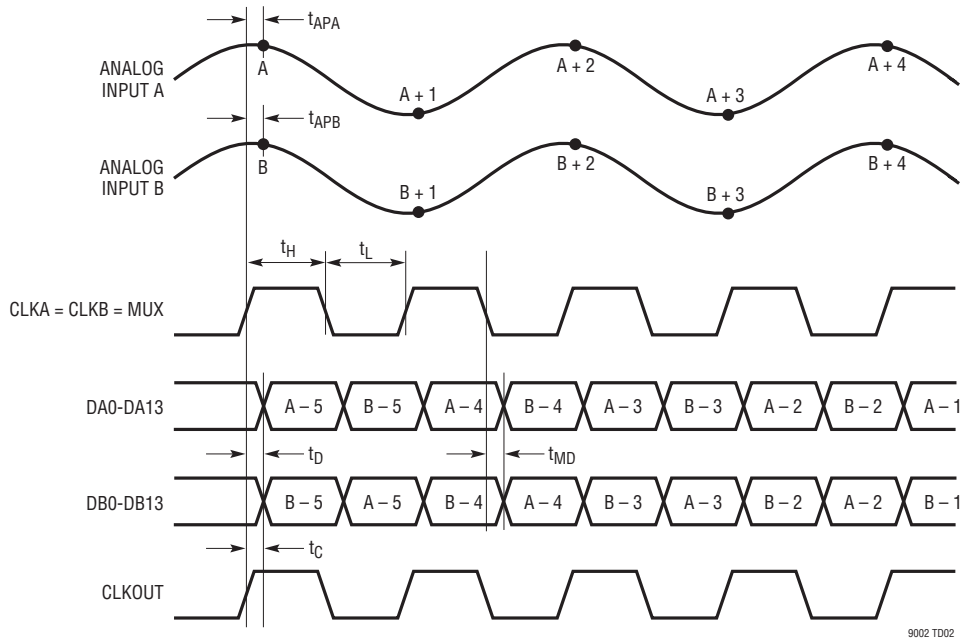 tAPA
ANALOG
INPUT A
A
A + 1
A + 2
A + 3
A + 4
tAPB
ANALOG
INPUT B
B
B + 1
B + 2
B + 3
B + 4
tH
tL
CLKA = CLKB = MUX
DA0-DA13
A – 5
B – 5
A – 4
B – 4
A – 3
B – 3
A – 2
B – 2
A – 1
tD
tMD
DB0-DB13
B – 5
A – 5
B – 4
A – 4
B – 3
A – 3
B – 2
A – 2
B – 1
tC
CLKOUT
9002 TD02